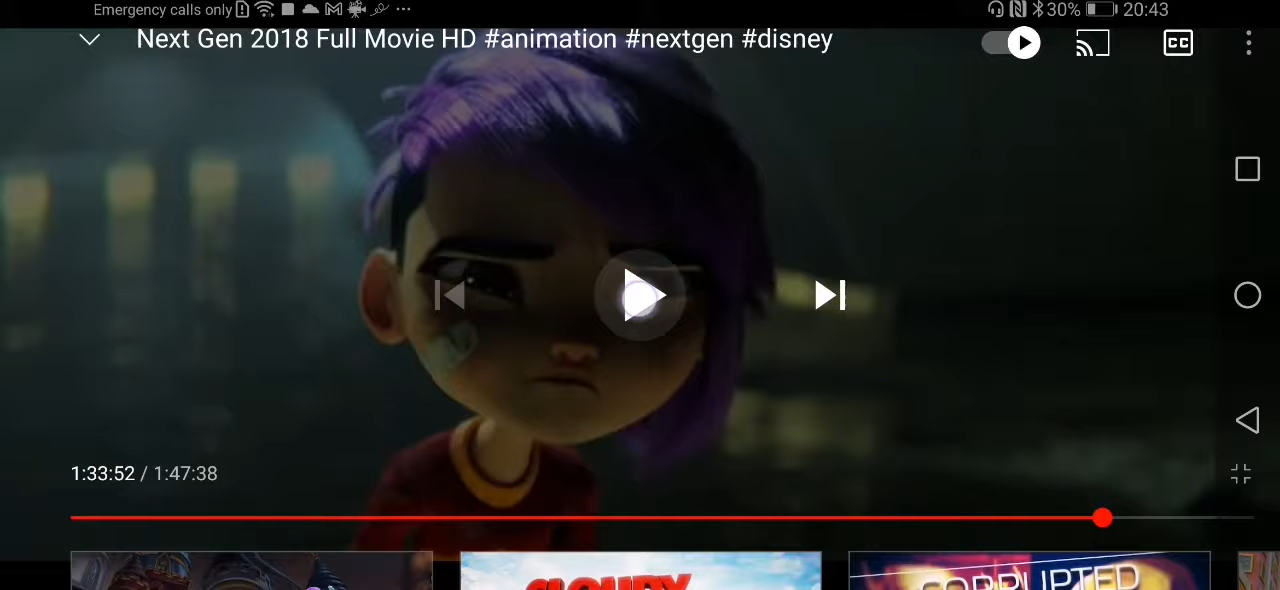 Emergency calls only 30% 20:43
Next Gen 2018 Full Movie HD #animation #nextgen #disney
CC
1:33:52 / 1:47:38
CLOUDY
CORRUPTED